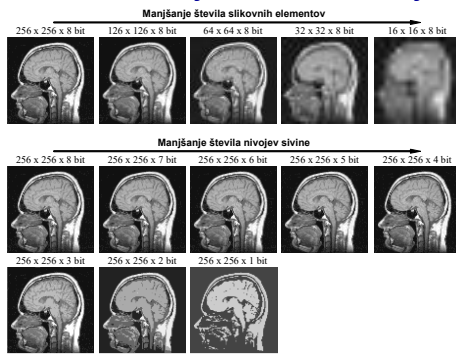 Manjšanje števila slikovnih elementov
256 x 256 x 8 bit 126 x 126 x 8 bit 64 x 64 x 8 bit 32 x 32 x 8 bit 16 x 16 x 8 bit
Manjšanje števila nivojev sivine
256 x 256 x 8 bit 256 x 256 x 7 bit 256 x 256 x 6 bit 256 x 256 x 5 bit 256 x 256 x 4 bit
256 x 256 x 3 bit 256 x 256 x 2 bit 256 x 256 x 1 bit